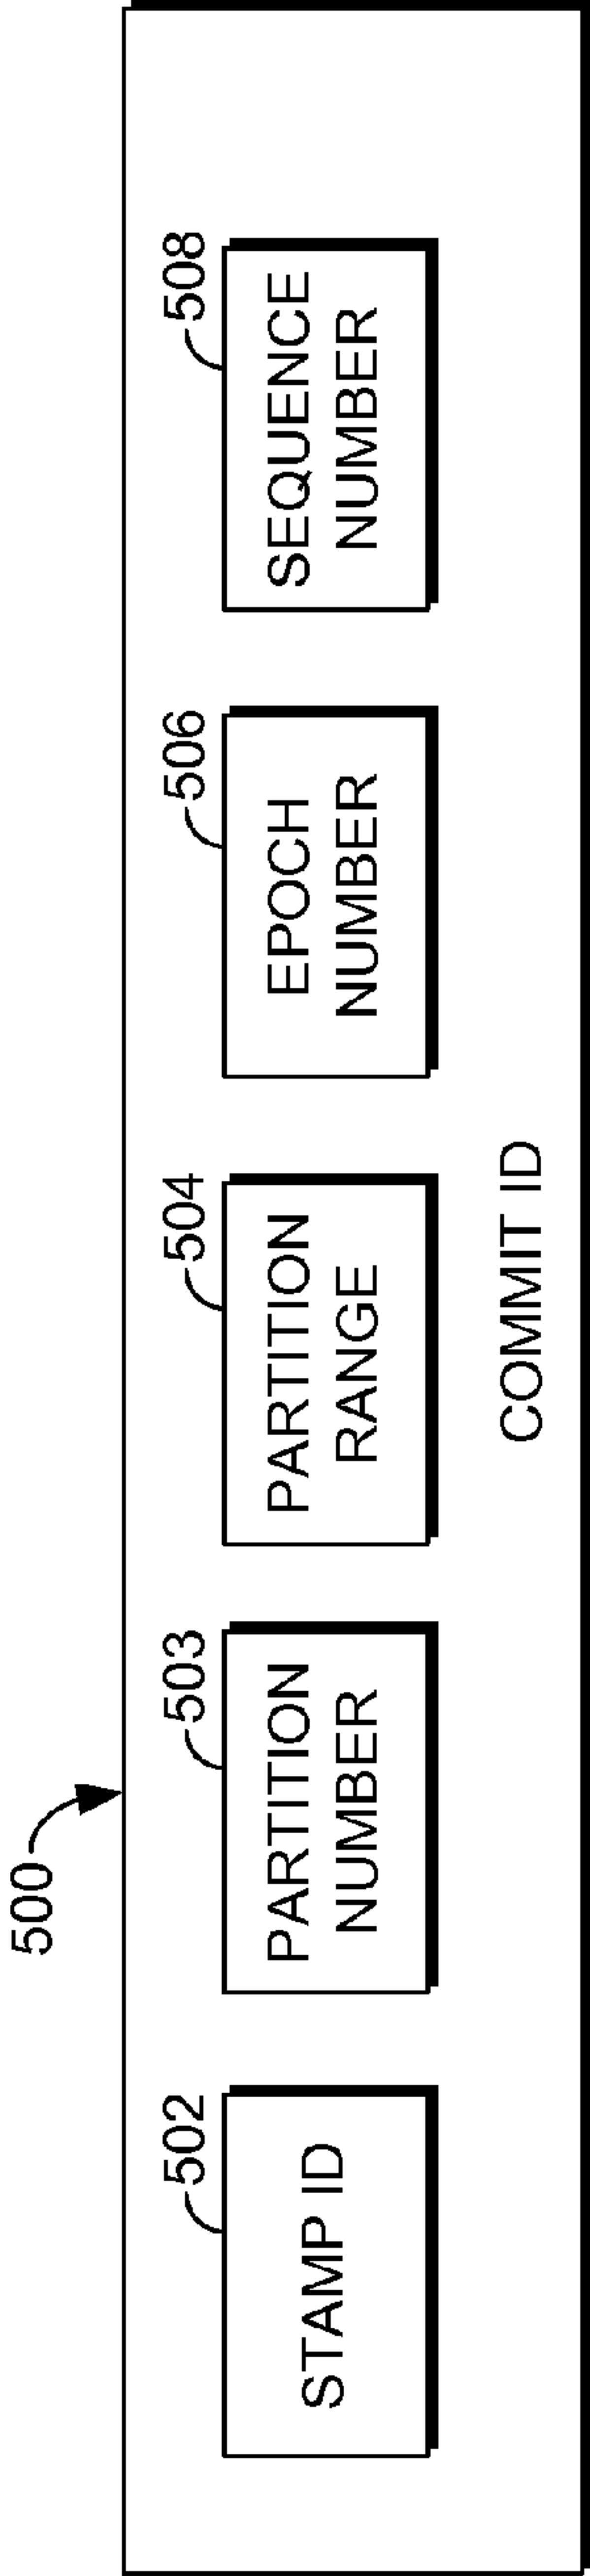 500
502
STAMP ID
503
PARTITION
NUMBER
504
PARTITION
RANGE
506
EPOCH
NUMBER
508
SEQUENCE
NUMBER
COMMIT ID